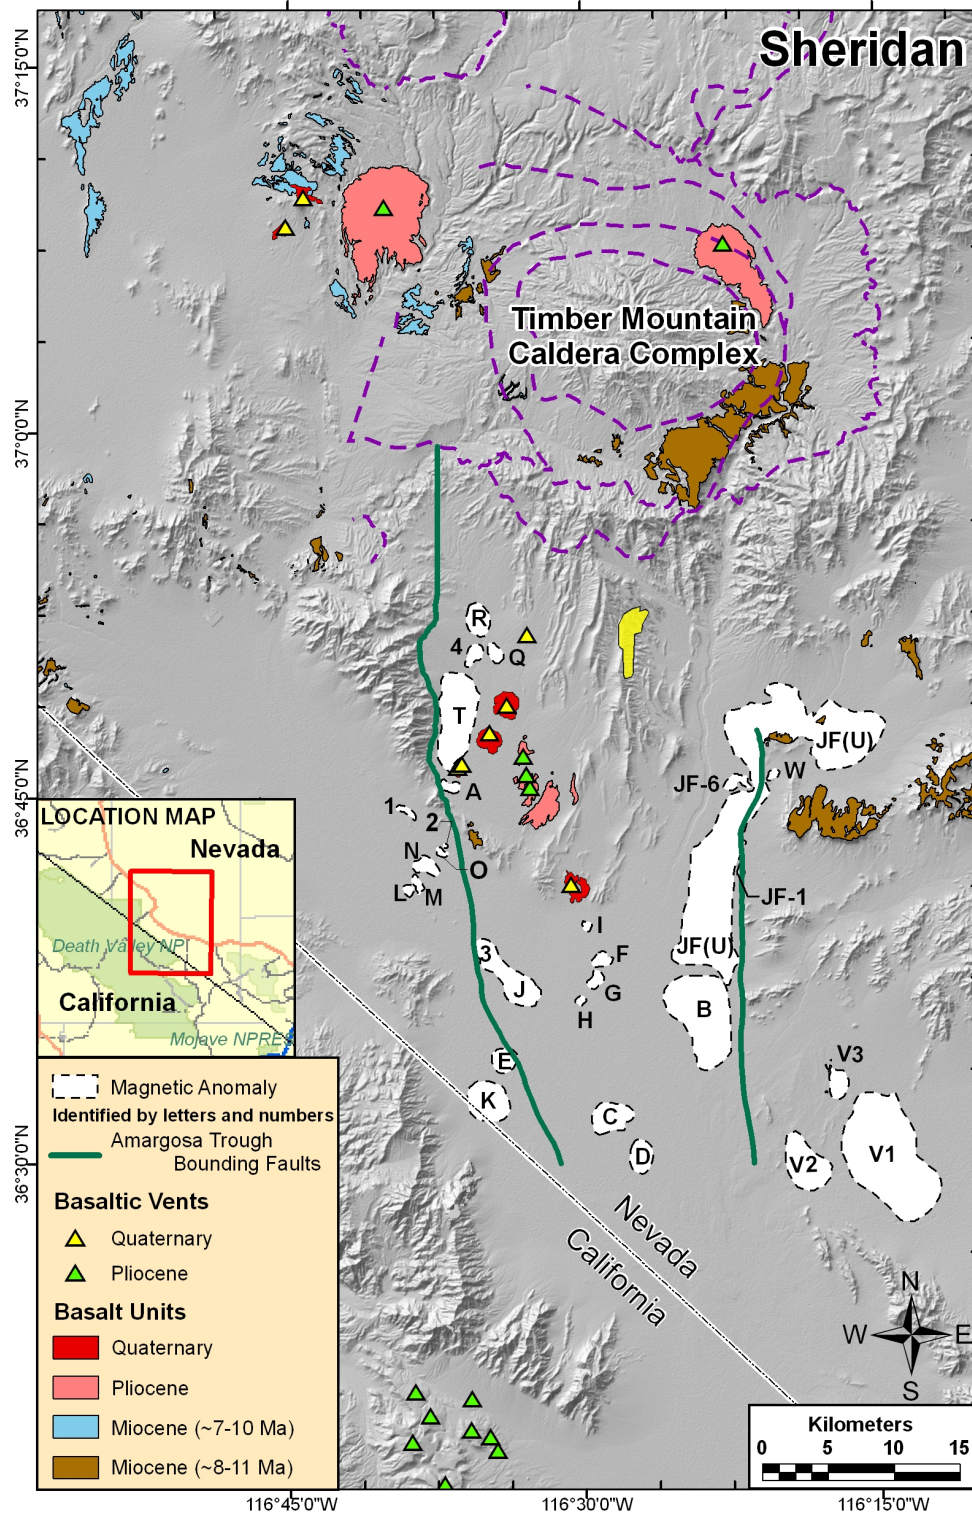 Sheridan
37°15'0"N
Timber Mountain
Caldera Complex
37°0'0"N
R
4
Q
T
JF(U)
W
JF-6
A
36°45'0"N
1
2
N
O
L
M
JF-1
I
3
JF(U)
F
J
G
H
B
E
V3
K
C
D
V2
V1
36°30'0"N
Nevada
California
LOCATION MAP
Nevada
Death Valley NP
California
Mojave NPRES
Magnetic Anomaly
Identified by letters and numbers
Amargosa Trough
Bounding Faults
Basaltic Vents
Quaternary
Pliocene
Basalt Units
Quaternary
Pliocene
Miocene (~7-10 Ma)
Miocene (~8-11 Ma)
N
W
E
S
Kilometers
0 5 10 15
116°45'0"W 116°30'0"W 116°15'0"W